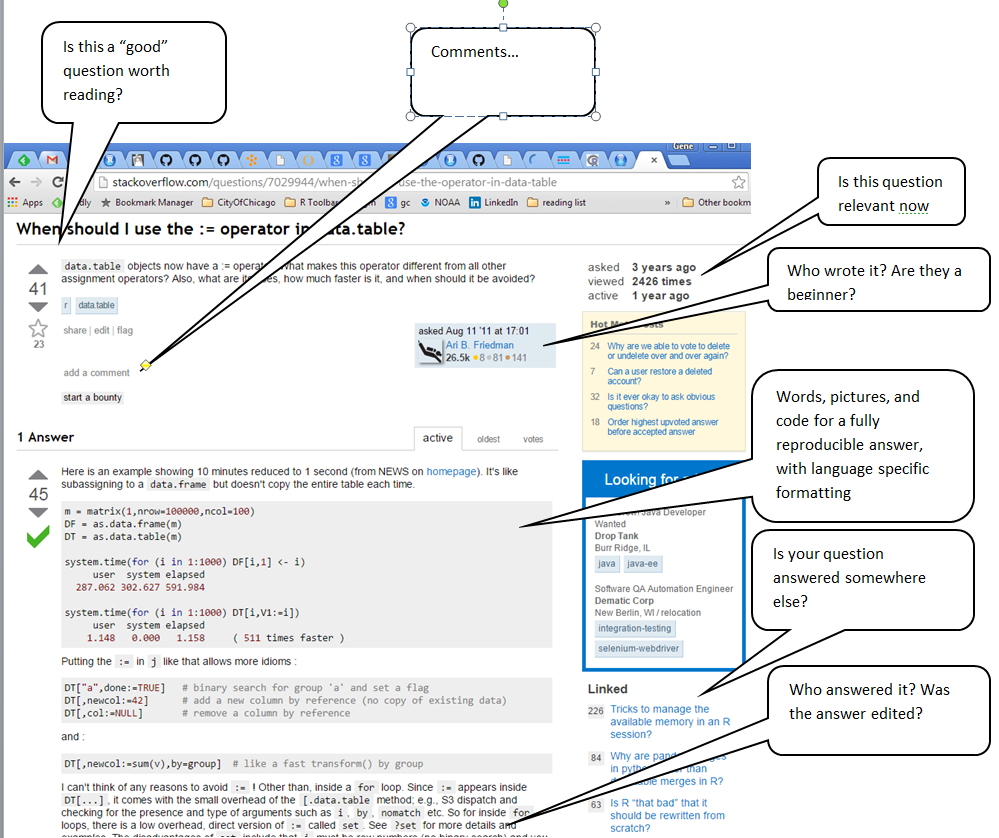 Is this a “good”
question worth
reading?
Comments...
Gene
stackoverflow.com/questions/7029944/when-sh use-the-operator-in-data-table
Apps
Bookmark Manager
CityOfChicago
R Toolbar
gc
NOAA
LinkedIn
reading list
»
Other bookm
Is this question
relevant now
When should I use the := operator in data.table?
data.table objects now have a := operator. What makes this operator different from all other
assignment operators? Also, what are its uses, how much faster is it, and when should it be avoided?
41
r data.table
share | edit | flag
23
asked Aug 11 '11 at 17:01
Ari B. Friedman
26.5k ●8 ●81 ●141
add a comment
start a bounty
asked 3 years ago
viewed 2426 times
active 1 year ago
Who wrote it? Are they a
beginner?
Hot Meta Posts
24 Why are we able to vote to delete
or undelete over and over again?
7 Can a user restore a deleted
account?
32 Is it ever okay to ask obvious
questions?
18 Order highest upvoted answer
before accepted answer
Words, pictures, and
code for a fully
reproducible answer,
with language specific
formatting
1 Answer
active oldest votes
45
Here is an example showing 10 minutes reduced to 1 second (from NEWS on homepage). It's like
subassigning to a data.frame but doesn't copy the entire table each time.
m = matrix(1,nrow=100000,ncol=100)
DF = as.data.frame(m)
DT = as.data.table(m)
system.time(for (i in 1:1000) DF[i,1] <- i)
user system elapsed
287.062 302.627 591.984
system.time(for (i in 1:1000) DT[i,V1:=i])
user system elapsed
1.148 0.000 1.158 ( 511 times faster )
Putting the := in j like that allows more idioms :
DT["a",done:=TRUE] # binary search for group 'a' and set a flag
DT[,newcol:=42] # add a new column by reference (no copy of existing data)
DT[,col:=NULL] # remove a column by reference
and :
DT[,newcol:=sum(v),by=group] # like a fast transform() by group
I can't think of any reasons to avoid := ! Other than, inside a for loop. Since := appears inside
DT[...] , it comes with the small overhead of the [.data.table method; e.g., S3 dispatch and
checking for the presence and type of arguments such as i , by , nomatch etc. So for inside for
loops, there is a low overhead, direct version of := called set . See ?set for more details and
Looking for
Java Developer
Wanted
Drop Tank
Burr Ridge, IL
java java-ee
Software QA Automation Engineer
Dematic Corp
New Berlin, WI / relocation
integration-testing
selenium-webdriver
Is your question
answered somewhere
else?
Linked
226 Tricks to manage the
available memory in an R
session?
84 Why are
in python than
merges in R?
63 Is R “that bad” that it
should be rewritten from
scratch?
Who answered it? Was
the answer edited?